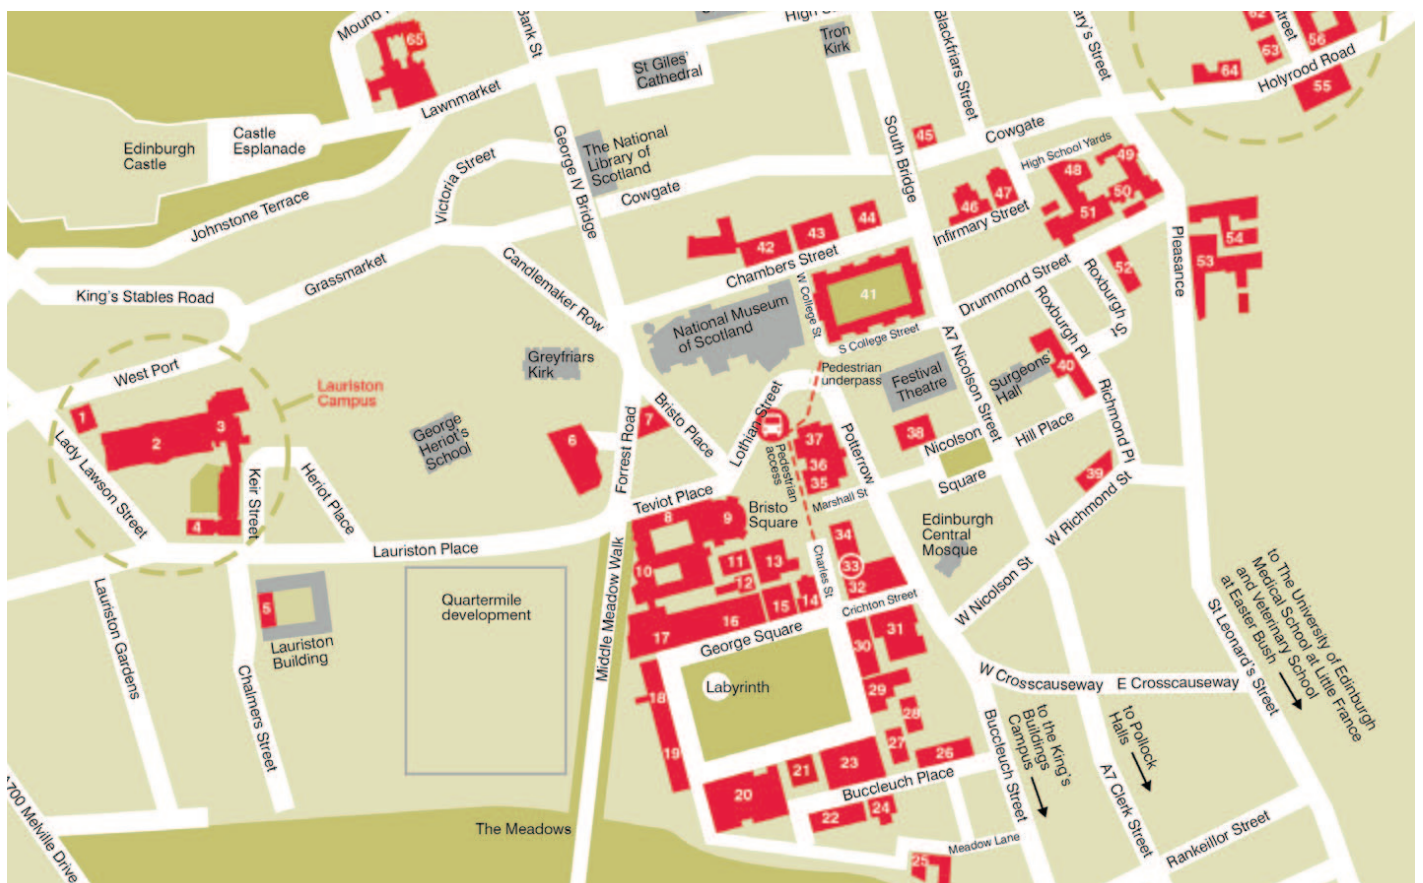 Mound
Bank St
High S
Tron
Kirk
Blackfriars Street
ary's Street
62
treet
56
63
64
Holyrood Road
55
65
St Giles'
Cathedral
Lawnmarket
Castle
Esplanade
Edinburgh
Castle
George IV Bridge
The National
Library of
Scotland
Victoria Street
Johnstone Terrace
Cowgate
South Bridge
45
Cowgate
High School Yards
49
48
50
51
47
46
Infirmary Street
44
43
42
Chambers Street
54
53
Pleasance
King's Stables Road
Grassmarket
Candlemaker Row
National Museum
of Scotland
W College St
41
S College Street
Drummond Street
52
Roxburgh St
Roxburgh Pl
West Port
Lauriston
Campus
Greyfriars
Kirk
Pedestrian
underpass
Festival
Theatre
A7 Nicolson Street
Surgeons'
Hall
40
1
2
3
4
Lady Lawson Street
Keir Street
Heriot Place
George
Heriot's
School
6
7
Forrest Road
Bristo Place
Lothian Street
Pedestrian
access
37
36
35
Potterrow
38
Nicolson
Square
Hill Place
Richmond Pl
39
W Richmond St
Marshall St
Teviot Place
8
9
Bristo
Square
Edinburgh
Central
Mosque
Lauriston Place
10
11
12
13
14
15
16
17
Charles St
34
33
32
Crichton Street
W Nicolson St
Lauriston Gardens
5
Lauriston
Building
Chalmers Street
Quartermile
development
Middle Meadow Walk
George Square
Labyrinth
30
31
29
28
27
26
18
19
20
21
23
Buccleuch Place
22
24
25
Meadow Lane
Buccleuch Street
W Crosscauseway
E Crosscauseway
St Leonard's Street
to The University of Edinburgh
Medical School at Little France
and Veterinary School
at Easter Bush
to the King's
Buildings
Campus
to Pollock
Halls
A7 Clerk Street
Rankeillor Street
The Meadows
A700 Melville Drive